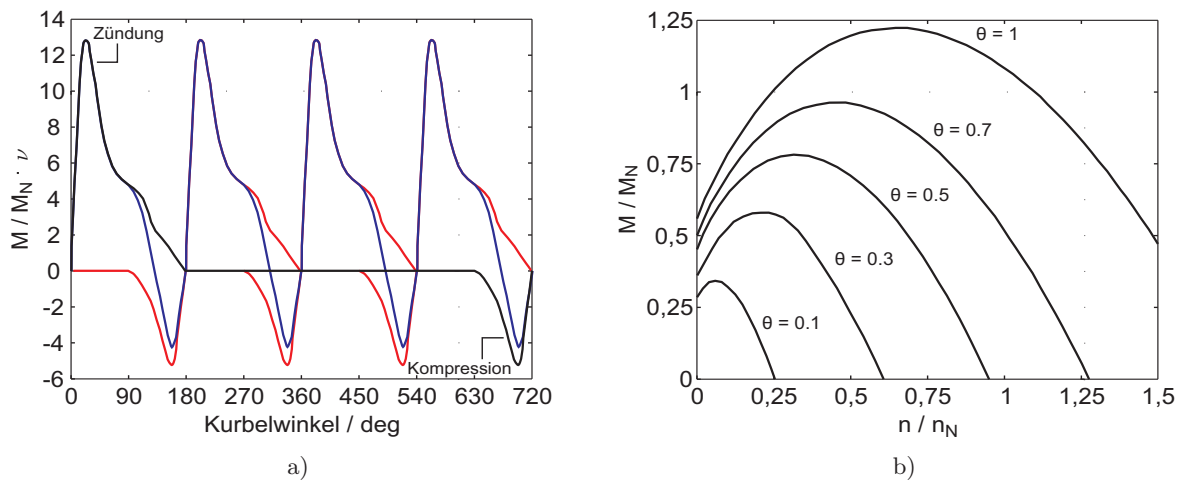 14
12
10
8
6
4
2
0
-2
-4
-6
M / M_N · ν
Zündung
Kompression
0 90 180 270 360 450 540 630 720
Kurbelwinkel / deg
a)
1,25
1
0,75
0,5
0,25
0
M / M_N
θ = 1
θ = 0.7
θ = 0.5
θ = 0.3
θ = 0.1
0 0,25 0,5 0,75 1 1,25 1,5
n / n_N
b)